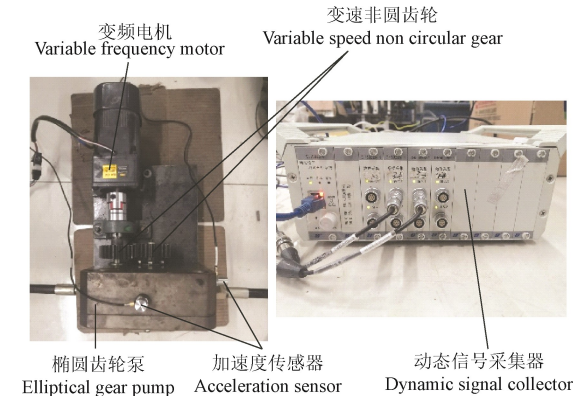 变频电机
Variable frequency motor
变速非圆齿轮
Variable speed non circular gear
椭圆齿轮泵
Elliptical gear pump
加速度传感器
Acceleration sensor
动态信号采集器
Dynamic signal collector